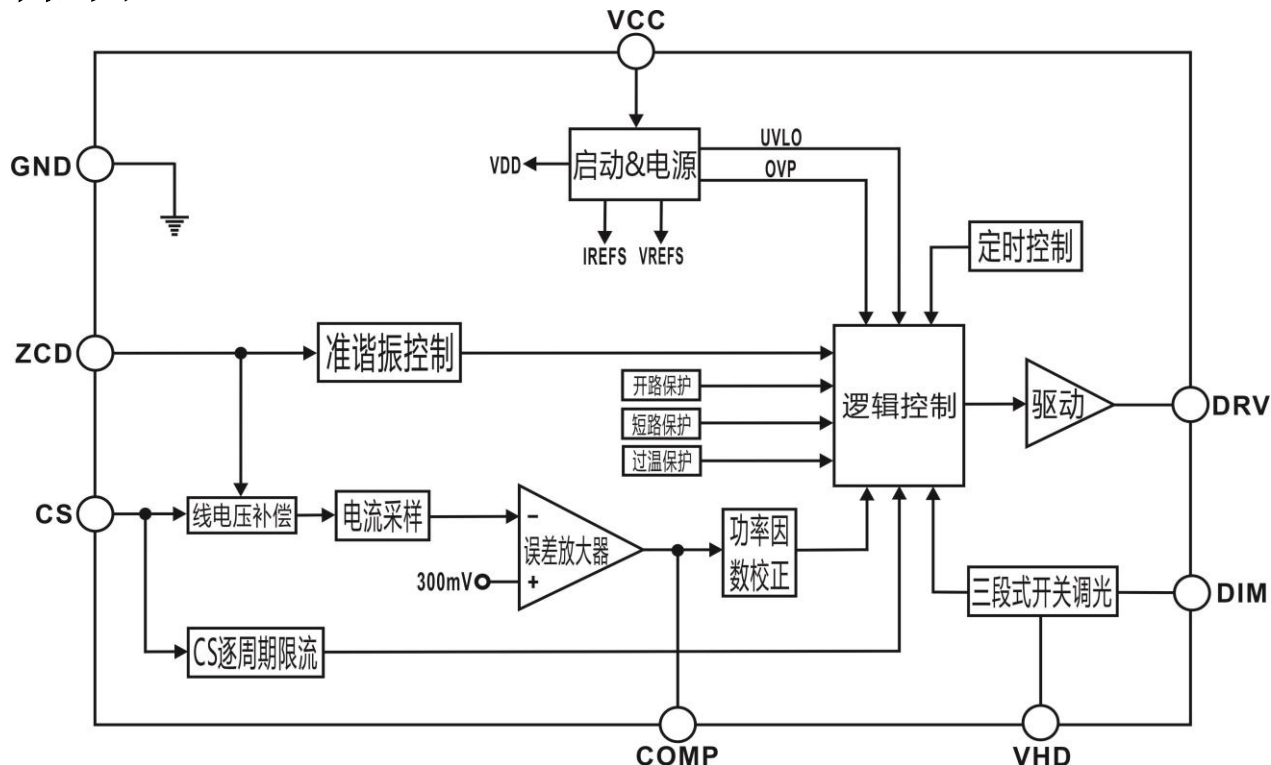 VCC
GND
启动&电源
VDD
UVLO
OVP
IREFS
VREFS
定时控制
ZCD
准谐振控制
开路保护
短路保护
过温保护
逻辑控制
驱动
DRV
CS
线电压补偿
电流采样
－
误差放大器
300mV
+
功率因
数校正
三段式开关调光
DIM
CS逐周期限流
COMP
VHD